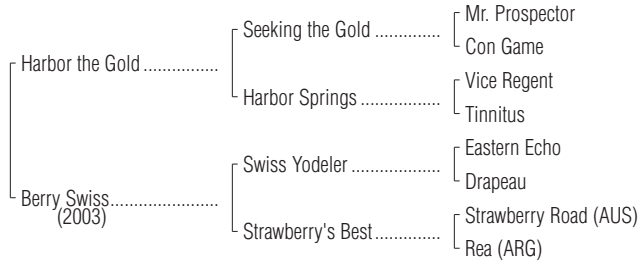 Mr. Prospector
Seeking the Gold ..............
Con Game
Harbor the Gold ................
Vice Regent
Harbor Springs .................
Tinnitus
Eastern Echo
Swiss Yodeler ...................
Drapeau
Berry Swiss.......................
(2003)
Strawberry Road (AUS)
Strawberry's Best..............
Rea (ARG)